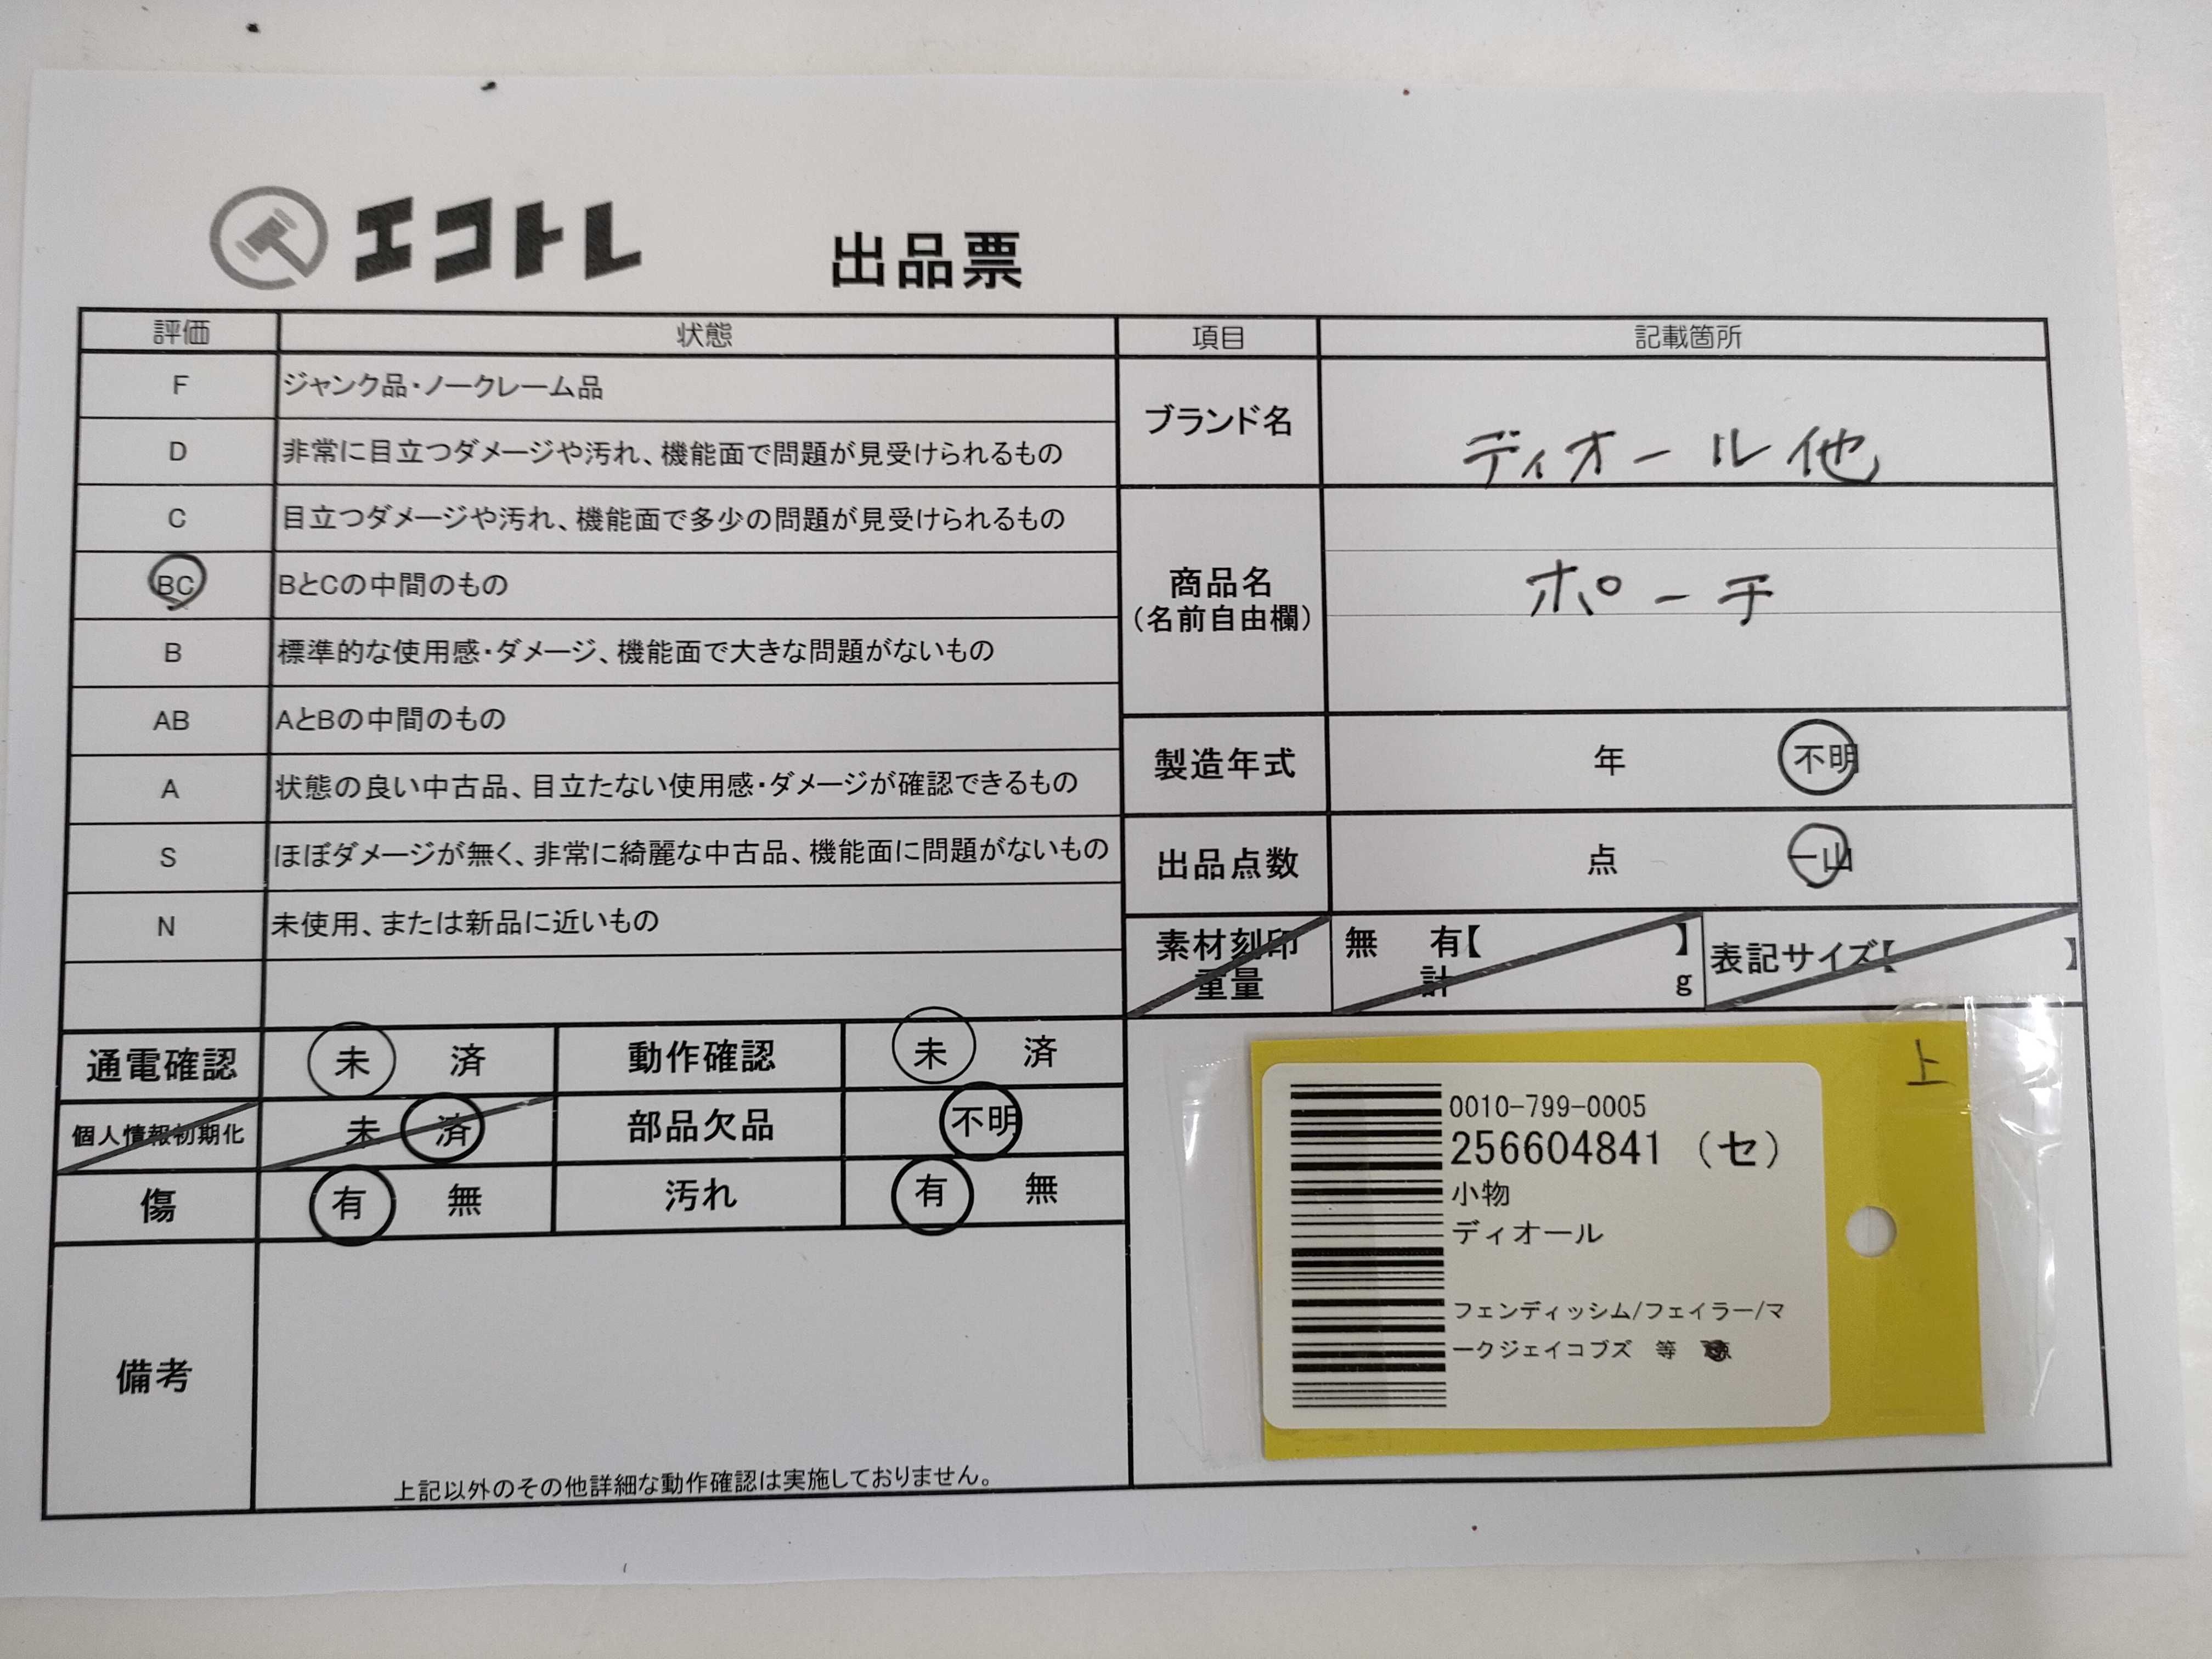 エコトレ
出品票
評価 状態
F ジャンク品・ノークレーム品
D 非常に目立つダメージや汚れ、機能面で問題が見受けられるもの
C 目立つダメージや汚れ、機能面で多少の問題が見受けられるもの
BC BとCの中間のもの
B 標準的な使用感・ダメージ、機能面で大きな問題がないもの
AB AとBの中間のもの
A 状態の良い中古品、目立たない使用感・ダメージが確認できるもの
S ほぼダメージが無く、非常に綺麗な中古品、機能面に問題がないもの
N 未使用、または新品に近いもの
項目 記載箇所
ブランド名 ディオール他
商品名
(名前自由欄)
ポーチ
製造年式 年 不明
出品点数 点 一山
素材刻印 無 有【 】 表記サイズ【 】
重量 計 g
通電確認 未 済 動作確認 未 済
個人情報初期化 未 済 部品欠品 不明
傷 有 無 汚れ 有 無
備考
上記以外のその他詳細な動作確認は実施しておりません。
上
0010-799-0005
256604841 (セ)
小物
ディオール
フェンディッシム/フェイラー/マ
ークジェイコブズ 等